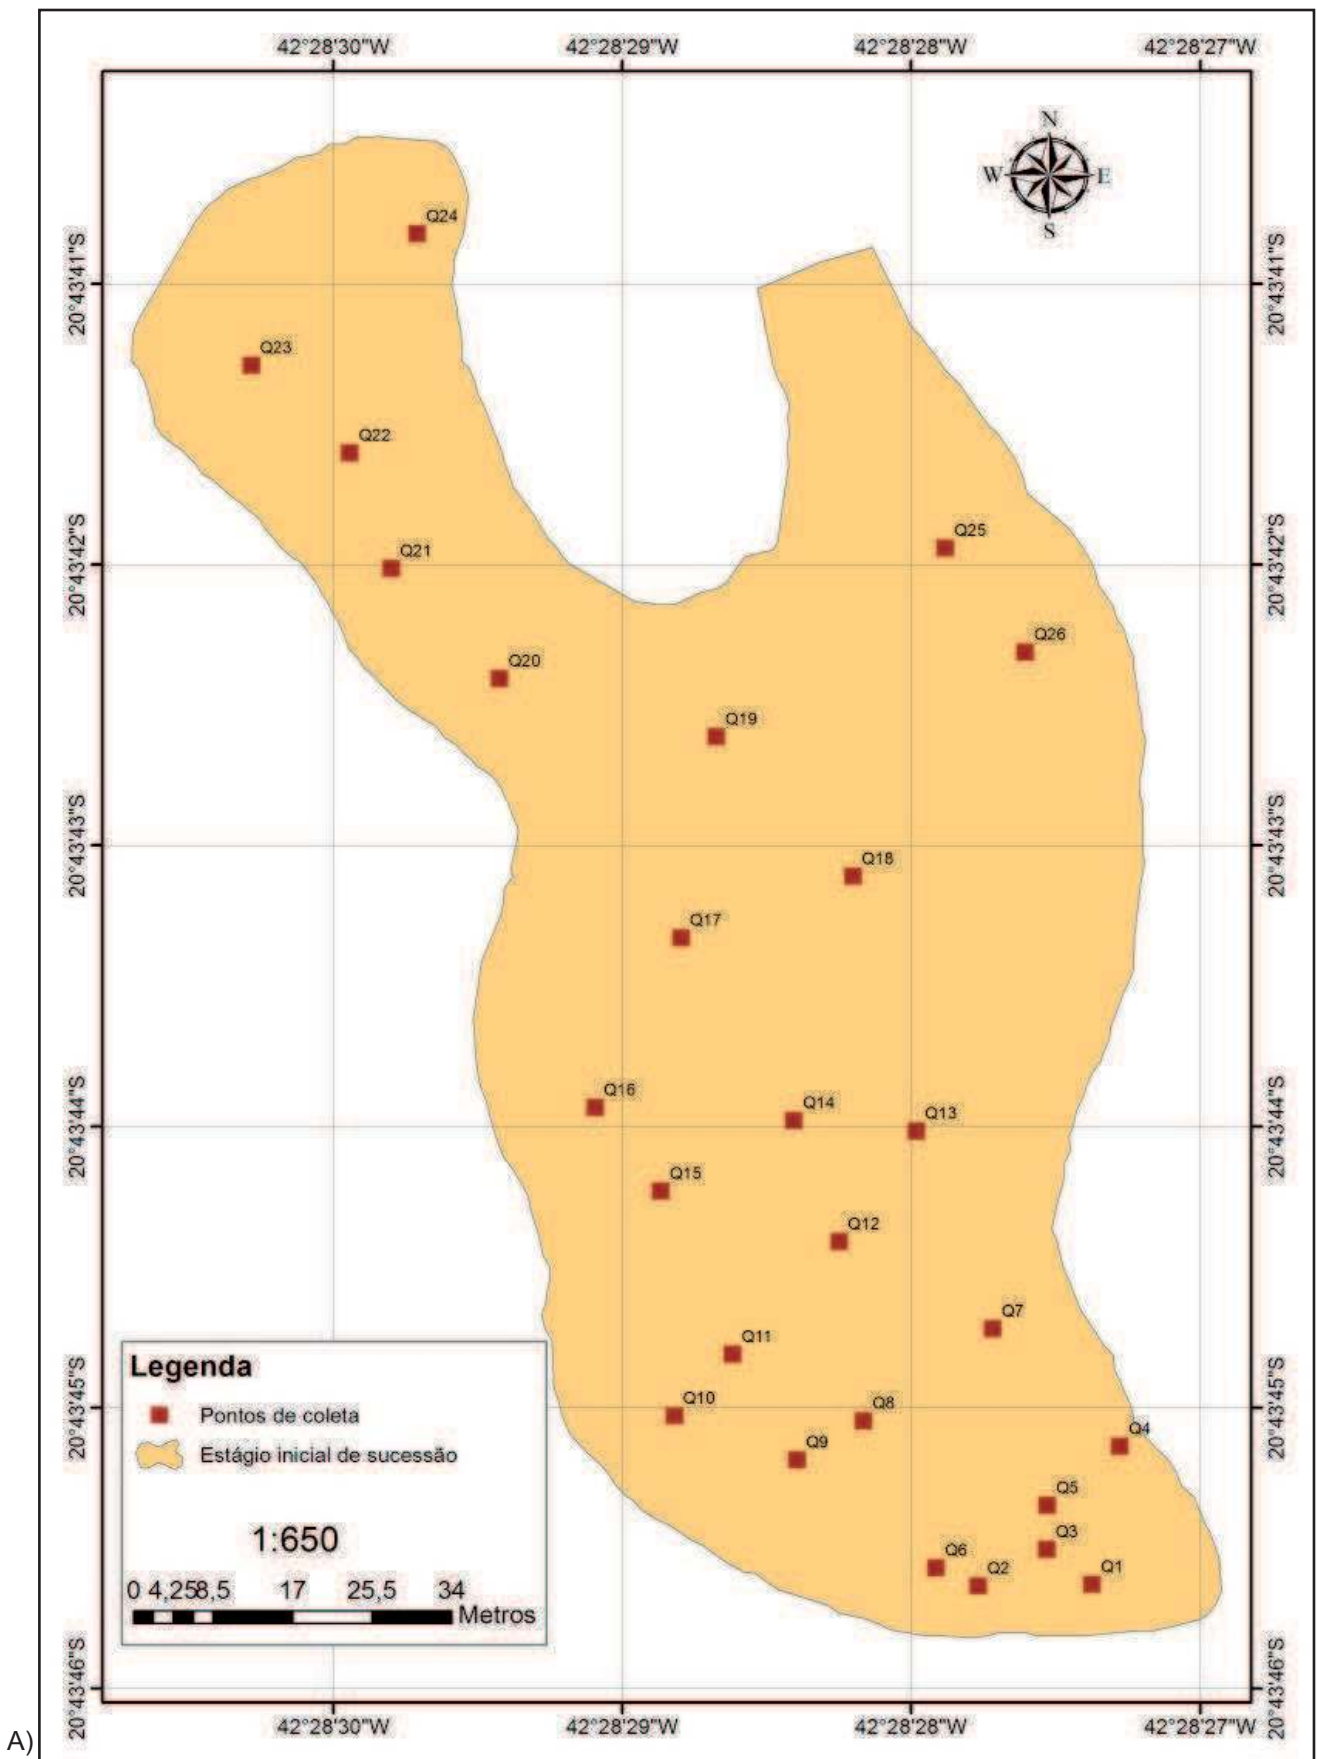 42°28'30"W 42°28'29"W 42°28'28"W 42°28'27"W
N
W E
S
Q24
20°43'41"S 20°43'41"S
Q23
Q22
Q25
Q21
20°43'42"S 20°43'42"S
Q26
Q20
Q19
20°43'43"S 20°43'43"S
Q18
Q17
Q16
Q14
Q13
20°43'44"S 20°43'44"S
Q15
Q12
Q7
Q11
Legenda
Q10
Q8
20°43'45"S 20°43'45"S
Pontos de coleta
Q4
Q9
Estágio inicial de sucessão
Q5
Q3
1:650
Q6
Q2
Q1
0 4,25 8,5 17 25,5 34
Metros
20°43'46"S 20°43'46"S
42°28'30"W 42°28'29"W 42°28'28"W 42°28'27"W
A)